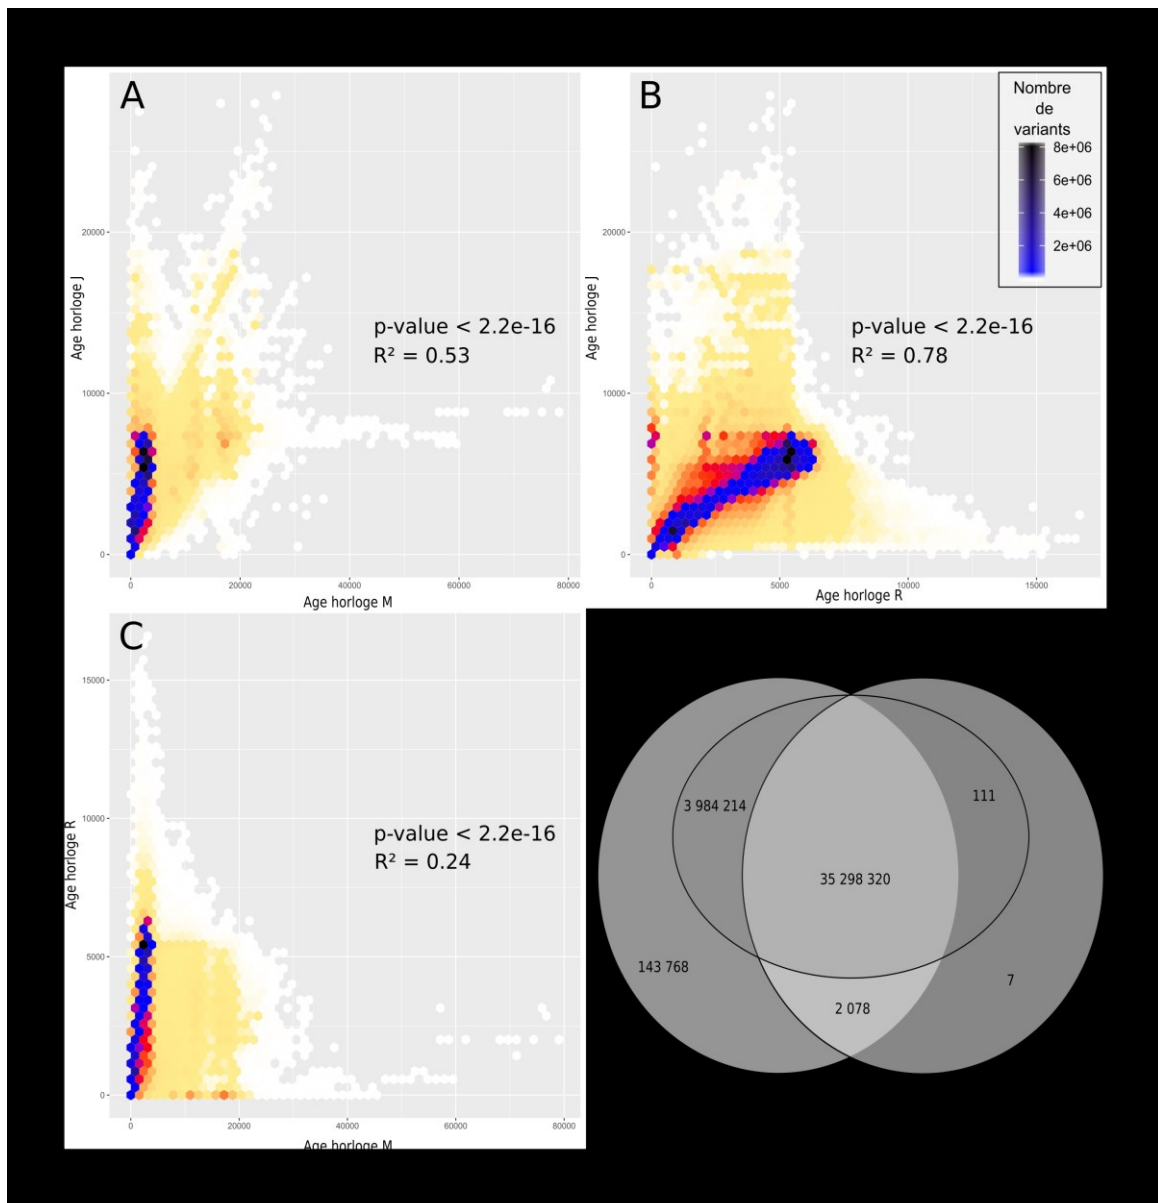 A
20000
10000
0
Age horloge J
p-value < 2.2e-16
R² = 0.53
0
20000
40000
60000
80000
Age horloge M
B
Nombre
de
variants
8e+06
6e+06
4e+06
2e+06
20000
10000
0
Age horloge J
p-value < 2.2e-16
R² = 0.78
0
5000
10000
15000
Age horloge R
C
15000
10000
5000
0
Age horloge R
p-value < 2.2e-16
R² = 0.24
0
20000
40000
60000
80000
Age horloge M
3 984 214
111
35 298 320
143 768
7
2 078